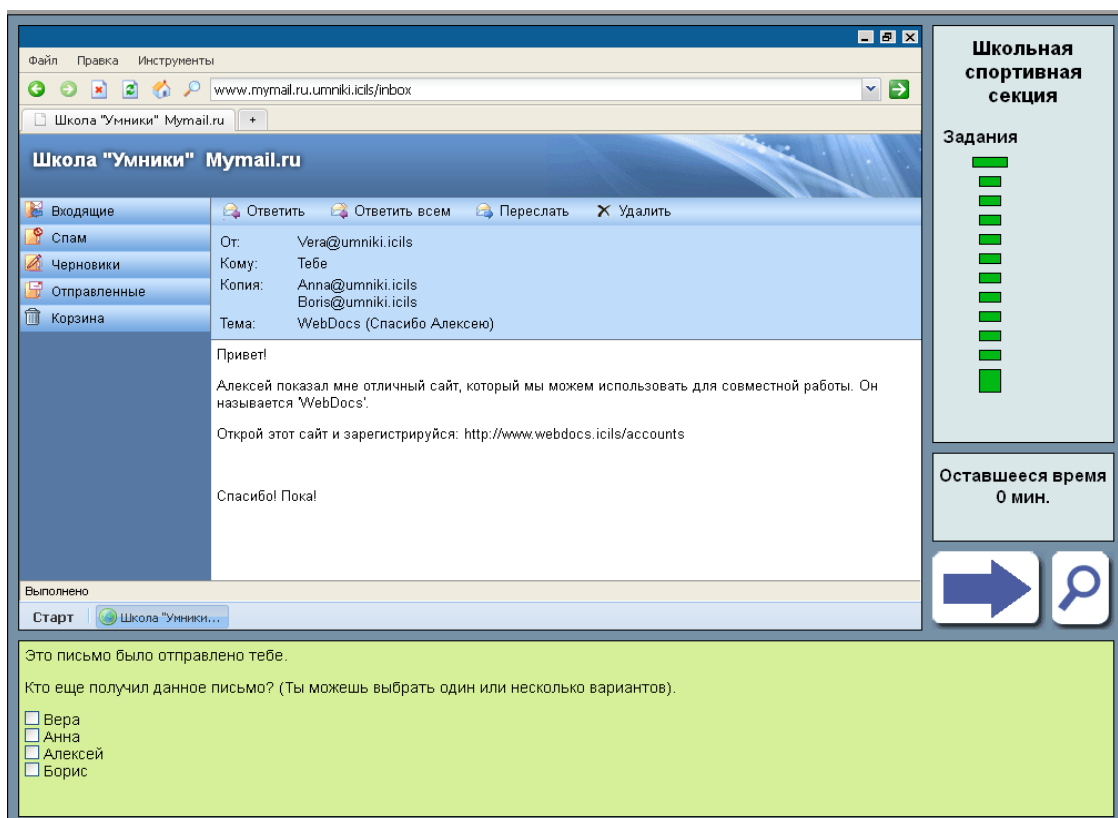 Файл Правка Инструменты
www.mymail.ru.umniki.icils/inbox
Школа "Умники" Mymail.ru +
Школа "Умники" Mymail.ru
Входящие
Спам
Черновики
Отправленные
Корзина
Ответить Ответить всем Переслать Удалить
От: Vera@umniki.icils
Кому: Тебе
Копия: Anna@umniki.icils
Boris@umniki.icils
Тема: WebDocs (Спасибо Алексею)
Привет!
Алексей показал мне отличный сайт, который мы можем использовать для совместной работы. Он
называется 'WebDocs'.
Открой этот сайт и зарегистрируйся: http://www.webdocs.icils/accounts
Спасибо! Пока!
Выполнено
Старт Школа "Умники...
Школьная
спортивная
секция
Задания
Оставшееся время
0 мин.
Это письмо было отправлено тебе.
Кто еще получил данное письмо? (Ты можешь выбрать один или несколько вариантов).
Вера
Анна
Алексей
Борис